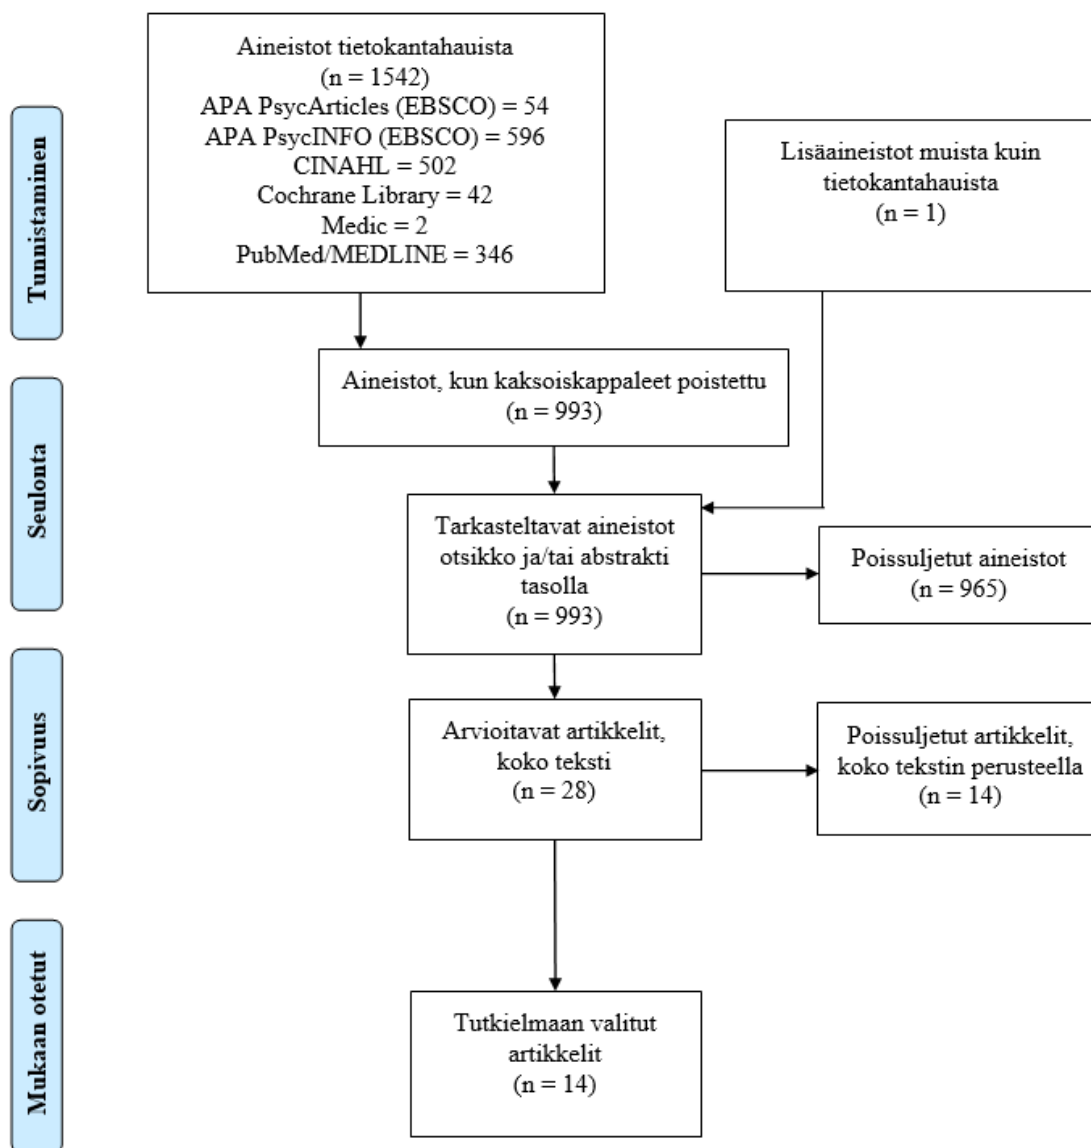 Tunnistaminen
Aineistot tietokantahauista
(n = 1542)
APA PsycArticles (EBSCO) = 54
APA PsycINFO (EBSCO) = 596
CINAHL = 502
Cochrane Library = 42
Medic = 2
PubMed/MEDLINE = 346
Lisäaineistot muista kuin
tietokantahauista
(n = 1)
Seulonta
Aineistot, kun kaksoiskappaleet poistettu
(n = 993)
Tarkasteltavat aineistot
otsikko ja/tai abstrakti
tasolla
(n = 993)
Poissuljetut aineistot
(n = 965)
Sopivuus
Arvioitavat artikkelit,
koko teksti
(n = 28)
Poissuljetut artikkelit,
koko tekstin perusteella
(n = 14)
Mukaan otetut
Tutkielmaan valitut
artikkelit
(n = 14)